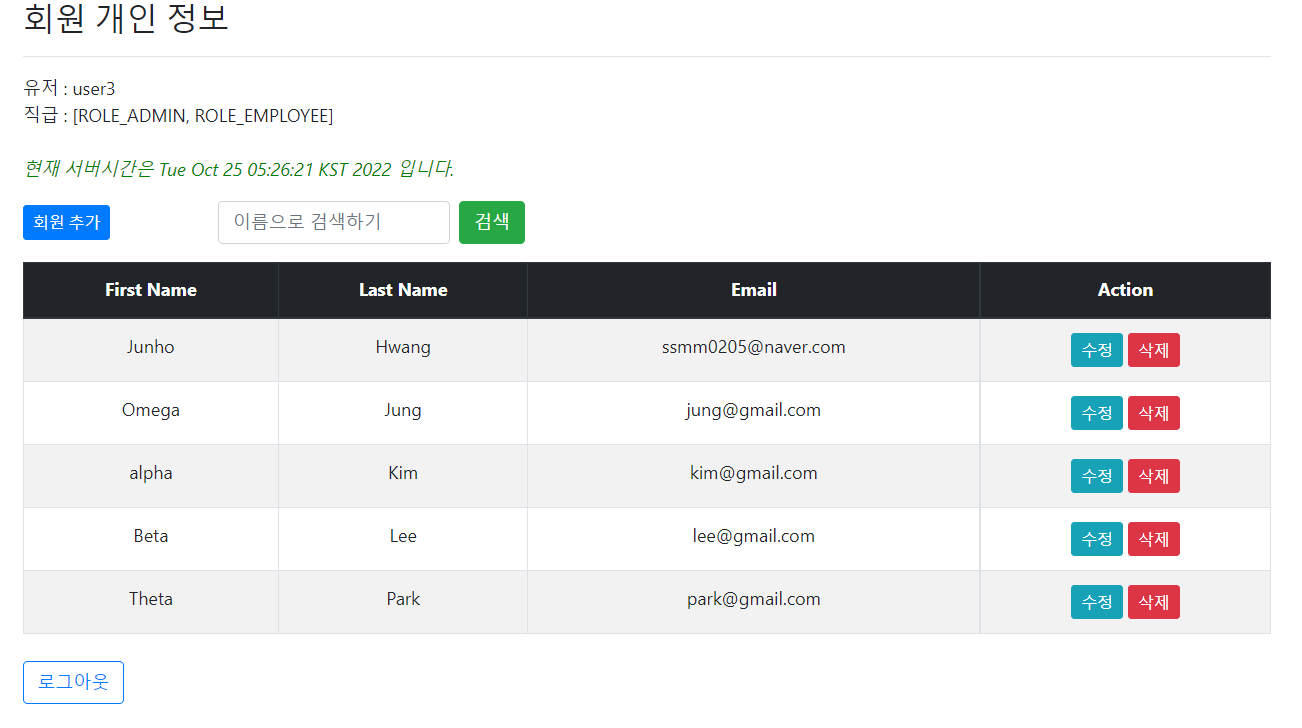 회원 개인 정보
유저 : user3
직급 : [ROLE_ADMIN, ROLE_EMPLOYEE]
현재 서버시간은 Tue Oct 25 05:26:21 KST 2022 입니다.
회원 추가 이름으로 검색하기 검색
First Name Last Name Email Action
Junho Hwang ssmm0205@naver.com 수정 삭제
Omega Jung jung@gmail.com 수정 삭제
alpha Kim kim@gmail.com 수정 삭제
Beta Lee lee@gmail.com 수정 삭제
Theta Park park@gmail.com 수정 삭제
로그아웃